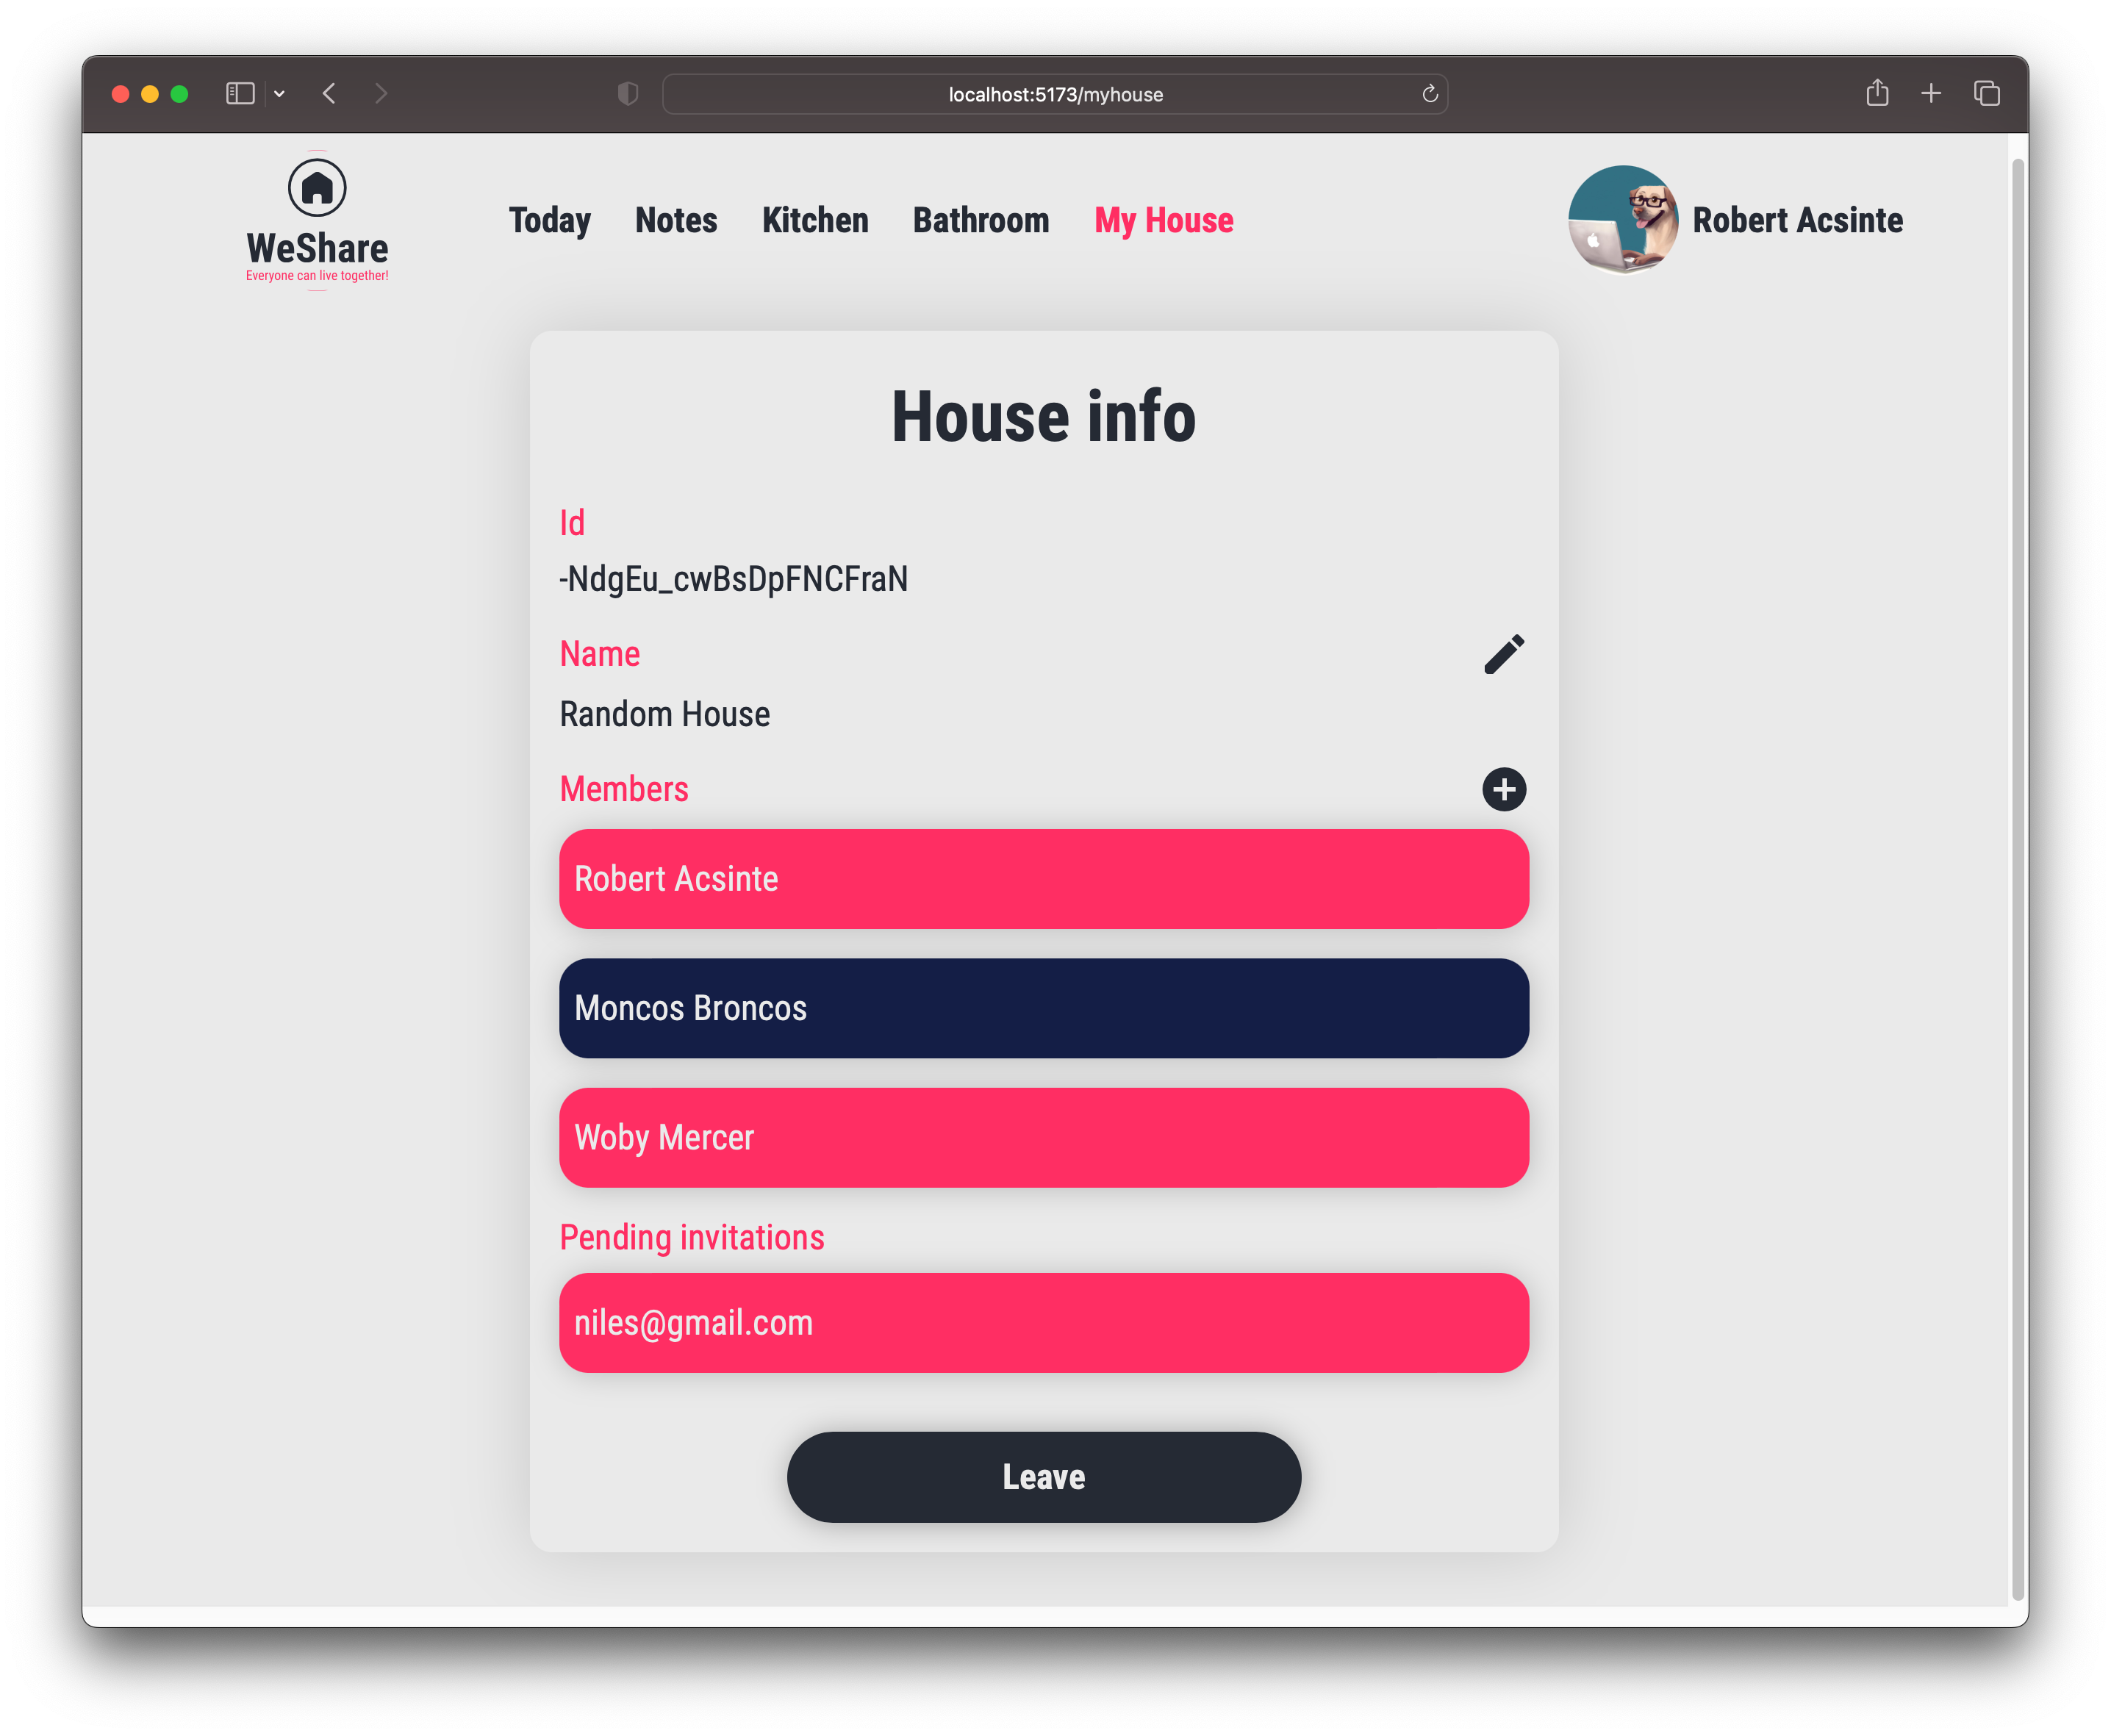 localhost:5173/myhouse
WeShare
Everyone can live together!
Today Notes Kitchen Bathroom My House
Robert Acsinte
House info
Id
-NdgEu_cwBsDpFNCFraN
Name
Random House
Members
Robert Acsinte
Moncos Broncos
Woby Mercer
Pending invitations
niles@gmail.com
Leave